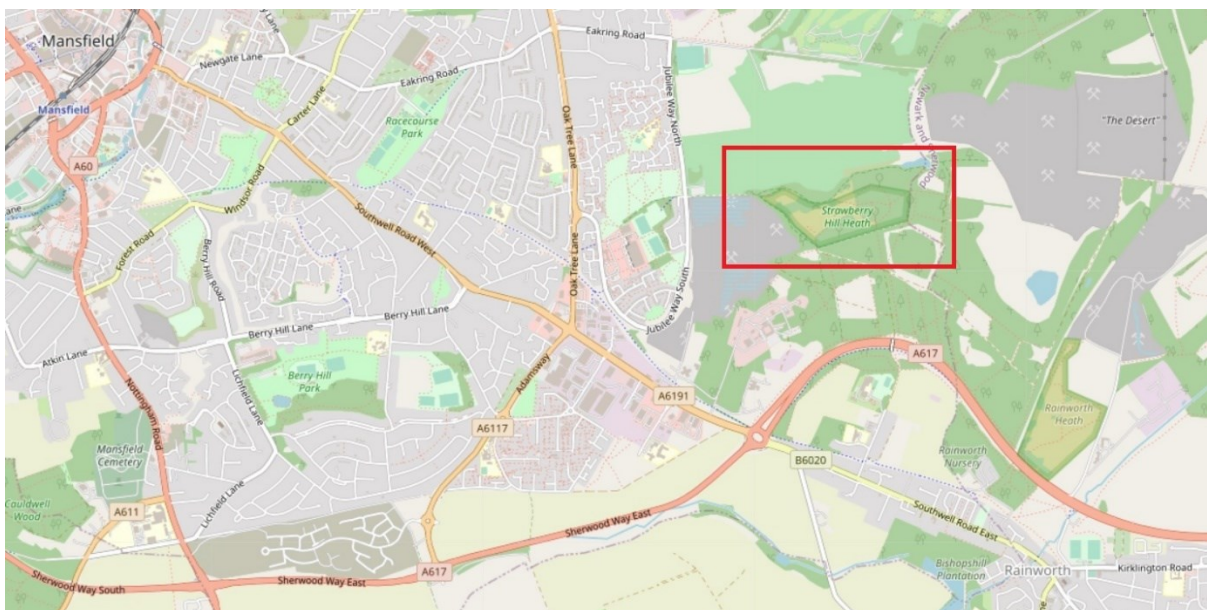 Mansfield
Mansfield
A60
Newgate Lane
Eakring Road
Eakring Road
Carter Lane
Racecourse
Park
Oak Tree Lane
Jubilee Way North
Newark and Sherwood
"The Desert"
Windsor Road
Forest Road
Southwell Road West
Strawberry
Hill Heath
Berry Hill Road
Oak Tree Lane
Jubilee Way South
Berry Hill Lane
Berry Hill Lane
Atkin Lane
Nottingham Road
Lichfield Lane
Berry Hill
Park
Adamsway
A617
A6191
Rainworth
Heath
A6117
Mansfield
Cemetery
B6020
Rainworth
Nursery
Cauldwell
Wood
A611
Lichfield Lane
Southwell Road East
Sherwood Way East
Sherwood Way South
Sherwood Way East
A617
Bishopshill
Plantation
Rainworth
Kirklington Road